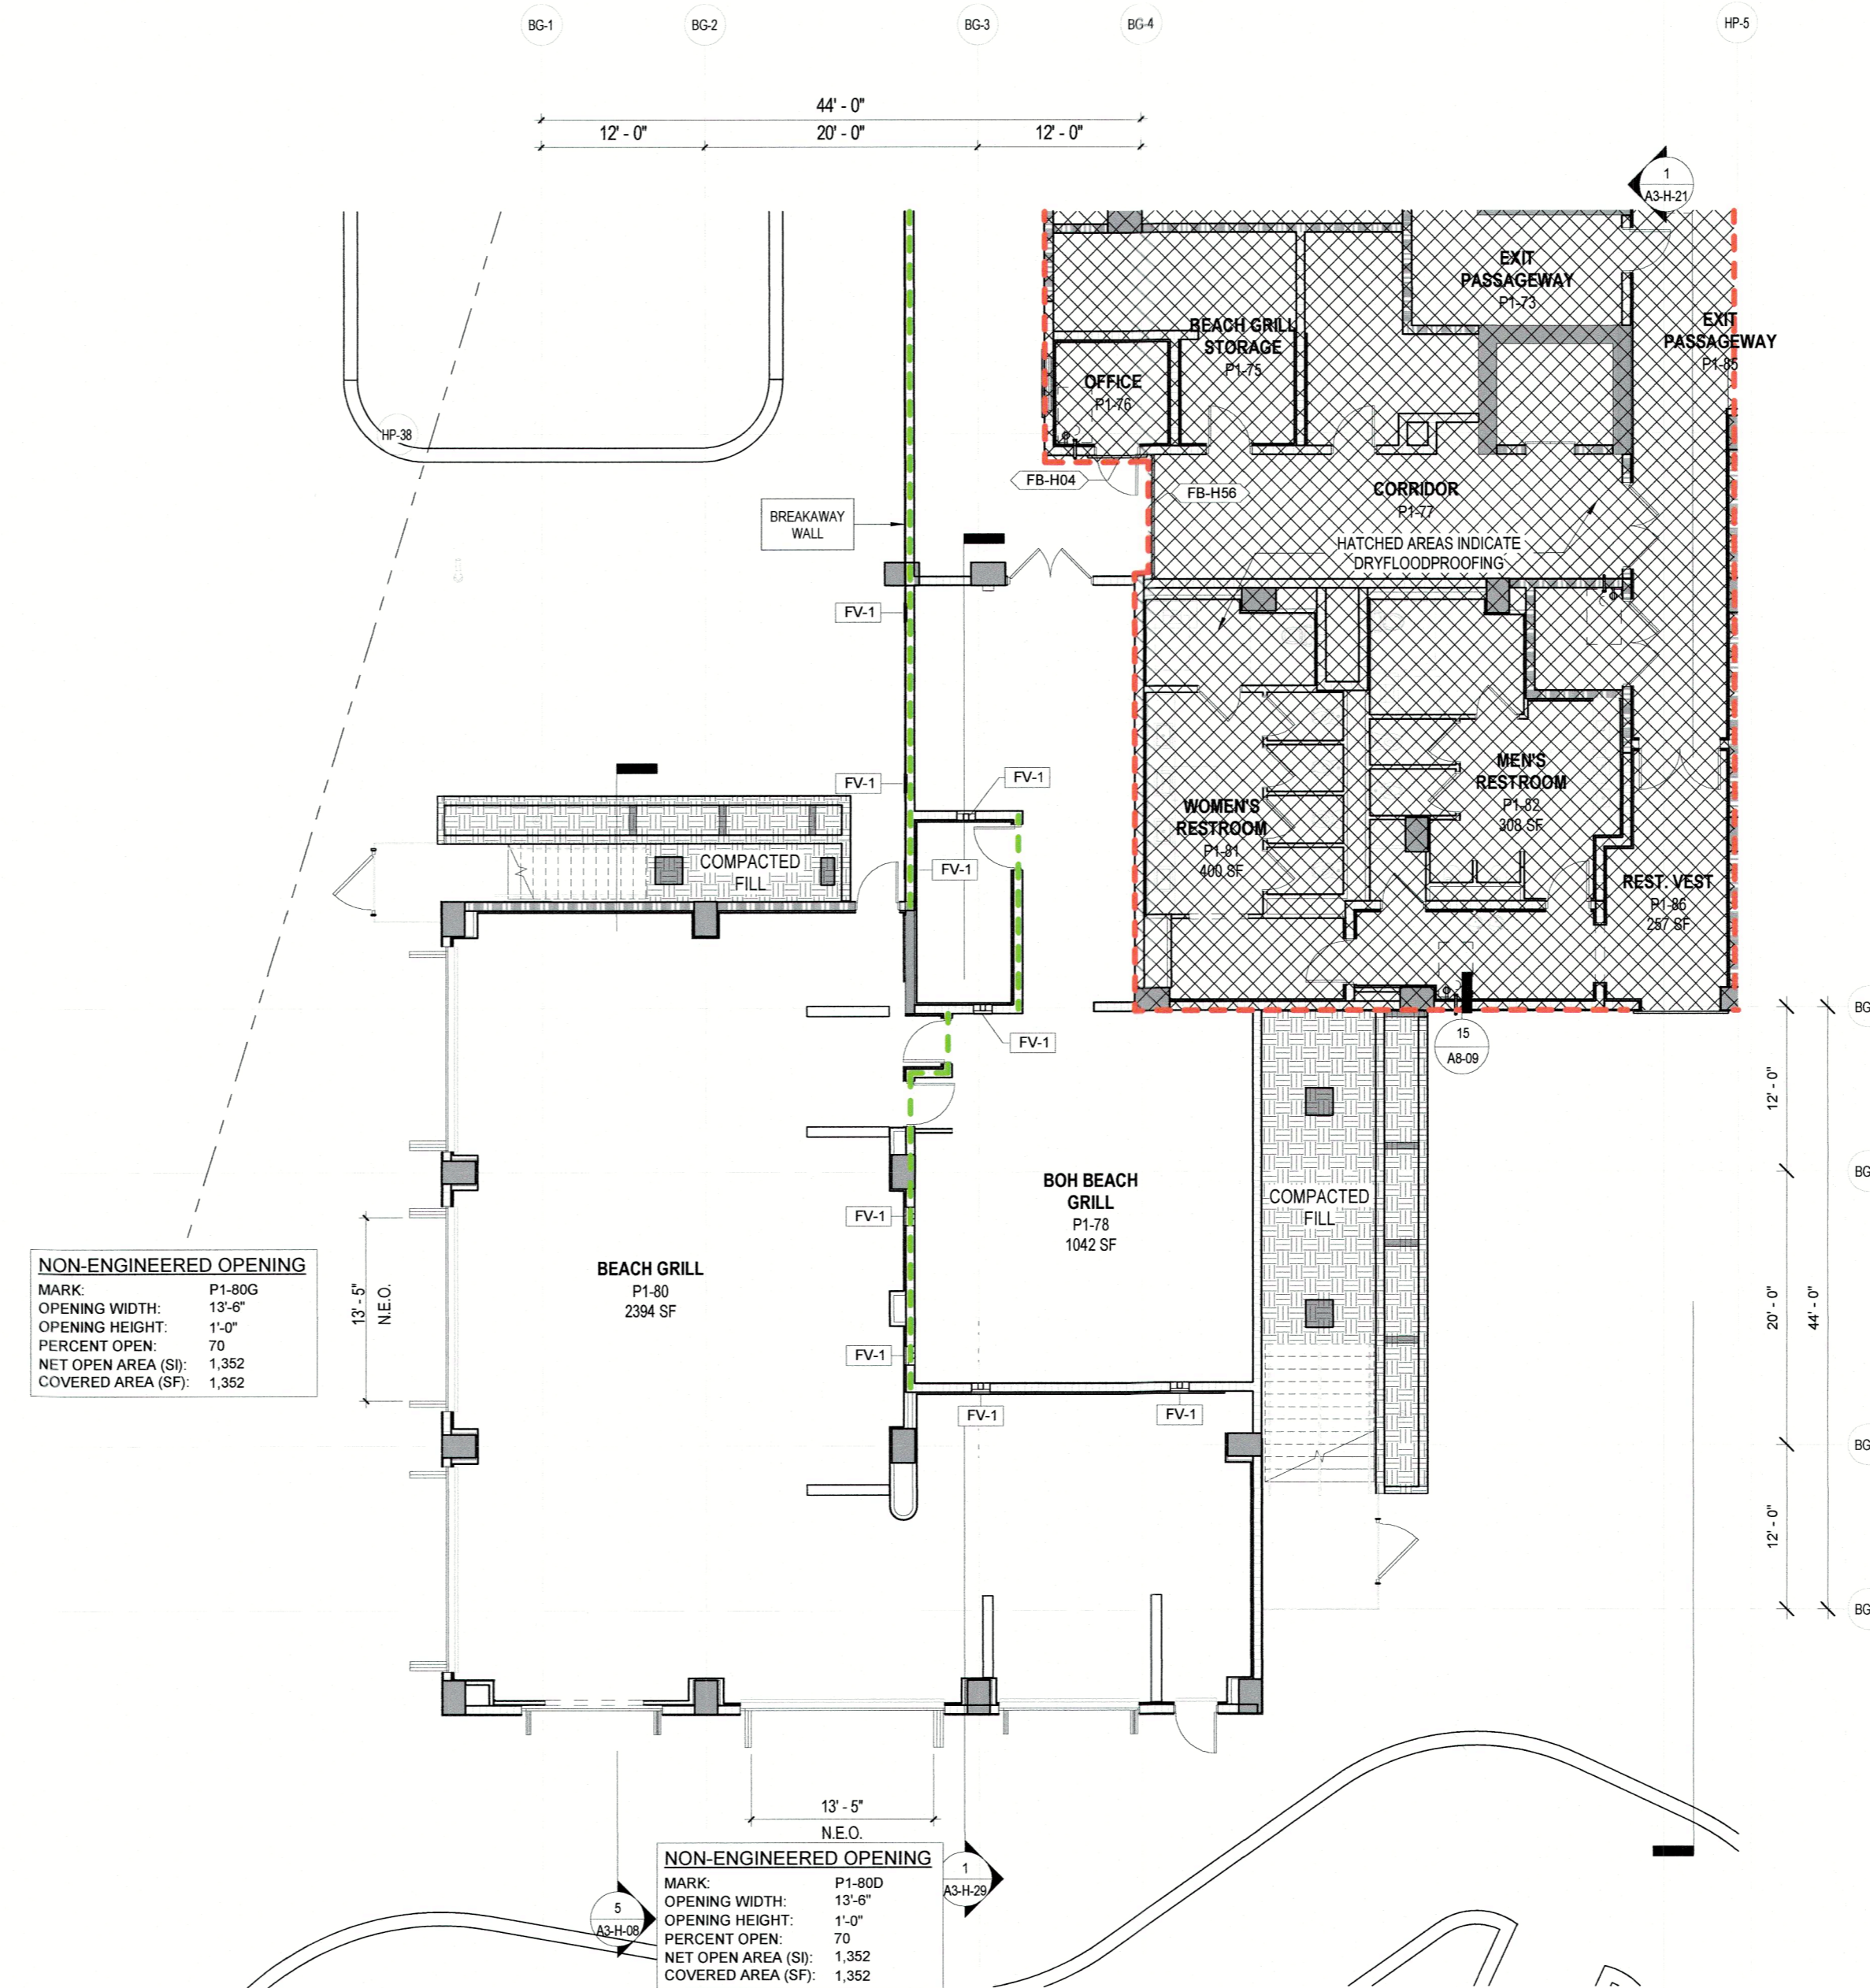 BG-1
BG-2
BG-3
BG-4
HP-5
44' - 0"
12' - 0"
20' - 0"
12' - 0"
1
A3-H-21
EXIT
PASSAGEWAY
P1-73
EXIT
PASSAGEWAY
P1-85
BEACH GRILL
STORAGE
P1-75
OFFICE
P1-76
HP-38
FB-H04
FB-H56
CORRIDOR
P1-77
BREAKAWAY
WALL
HATCHED AREAS INDICATE
DRYFLOODPROOFING
FV-1
FV-1
FV-1
MEN'S
RESTROOM
P1-82
308 SF
WOMEN'S
RESTROOM
P1-81
400 SF
COMPACTED
FILL
FV-1
REST. VEST
P1-86
257 SF
BG
FV-1
15
A8-09
12' - 0"
BG
BOH BEACH
GRILL
P1-78
1042 SF
COMPACTED
FILL
FV-1
BEACH GRILL
P1-80
2394 SF
NON-ENGINEERED OPENING
MARK: P1-80G
OPENING WIDTH: 13'-6"
OPENING HEIGHT: 1'-0"
PERCENT OPEN: 70
NET OPEN AREA (SI): 1,352
COVERED AREA (SF): 1,352
13' - 5"
N.E.O.
20' - 0"
44' - 0"
FV-1
FV-1
FV-1
BG
12' - 0"
BG
13' - 5"
N.E.O.
NON-ENGINEERED OPENING
MARK: P1-80D
OPENING WIDTH: 13'-6"
OPENING HEIGHT: 1'-0"
PERCENT OPEN: 70
NET OPEN AREA (SI): 1,352
COVERED AREA (SF): 1,352
1
A3-H-29
5
A3-H-08